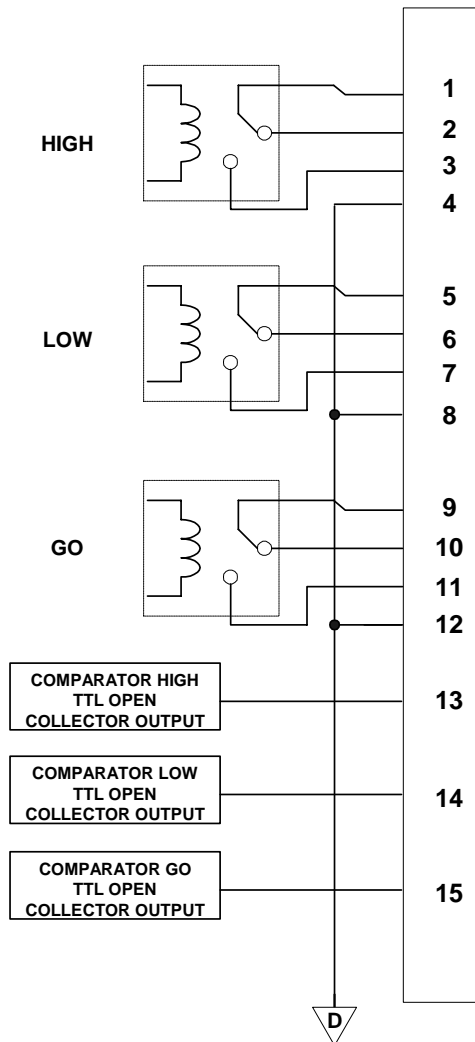 1
HIGH
2
3
4
5
LOW
6
7
8
9
GO
10
11
12
COMPARATOR HIGH
TTL OPEN
COLLECTOR OUTPUT
13
COMPARATOR LOW
TTL OPEN
COLLECTOR OUTPUT
14
COMPARATOR GO
TTL OPEN
COLLECTOR OUTPUT
15
D